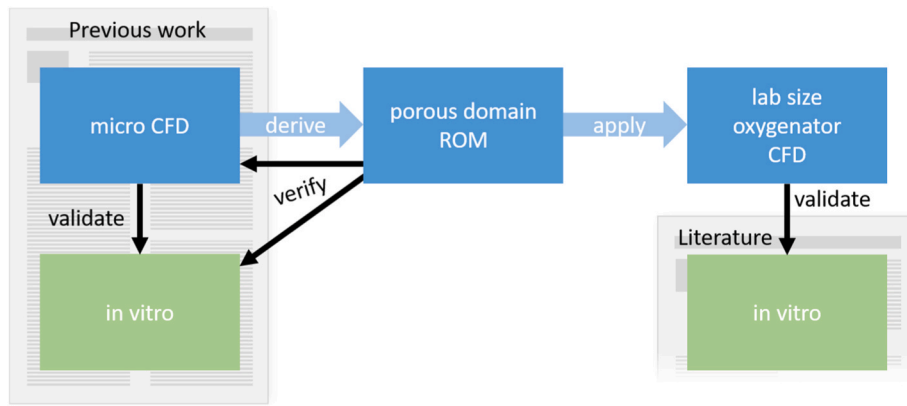 Previous work
micro CFD
derive
porous domain
ROM
apply
lab size
oxygenator
CFD
verify
validate
validate
Literature
in vitro
in vitro